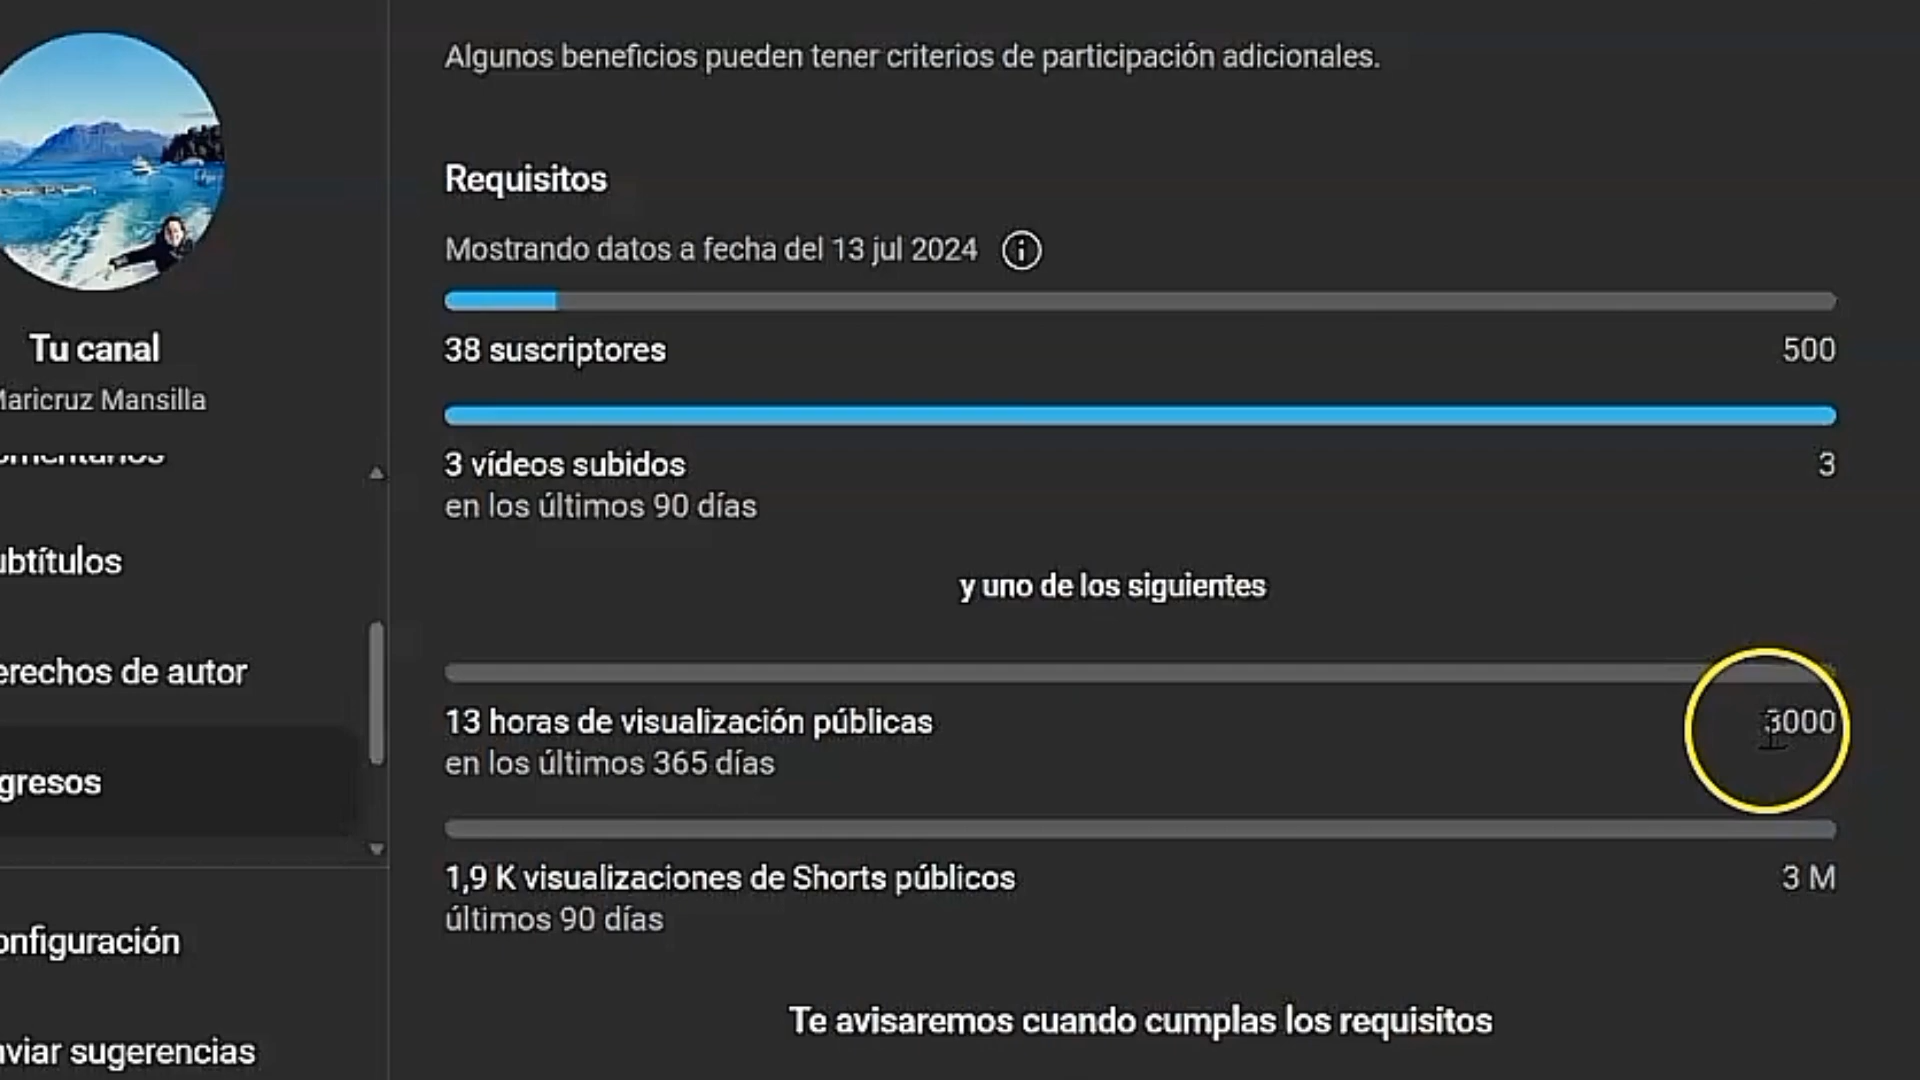 Algunos beneficios pueden tener criterios de participación adicionales.
Requisitos
Mostrando datos a fecha del 13 jul 2024
38 suscriptores
500
3 vídeos subidos
3
en los últimos 90 días
y uno de los siguientes
13 horas de visualización públicas
3000
en los últimos 365 días
1,9 K visualizaciones de Shorts públicos
3 M
últimos 90 días
Te avisaremos cuando cumplas los requisitos
Tu canal
Maricruz Mansilla
omentarios
ubtítulos
erechos de autor
gresos
onfiguración
nviar sugerencias